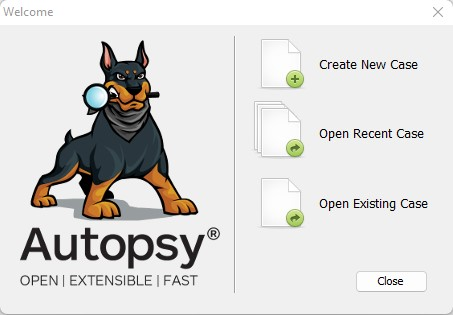 Welcome
Create New Case
Open Recent Case
Open Existing Case
Autopsy®
OPEN | EXTENSIBLE | FAST
Close